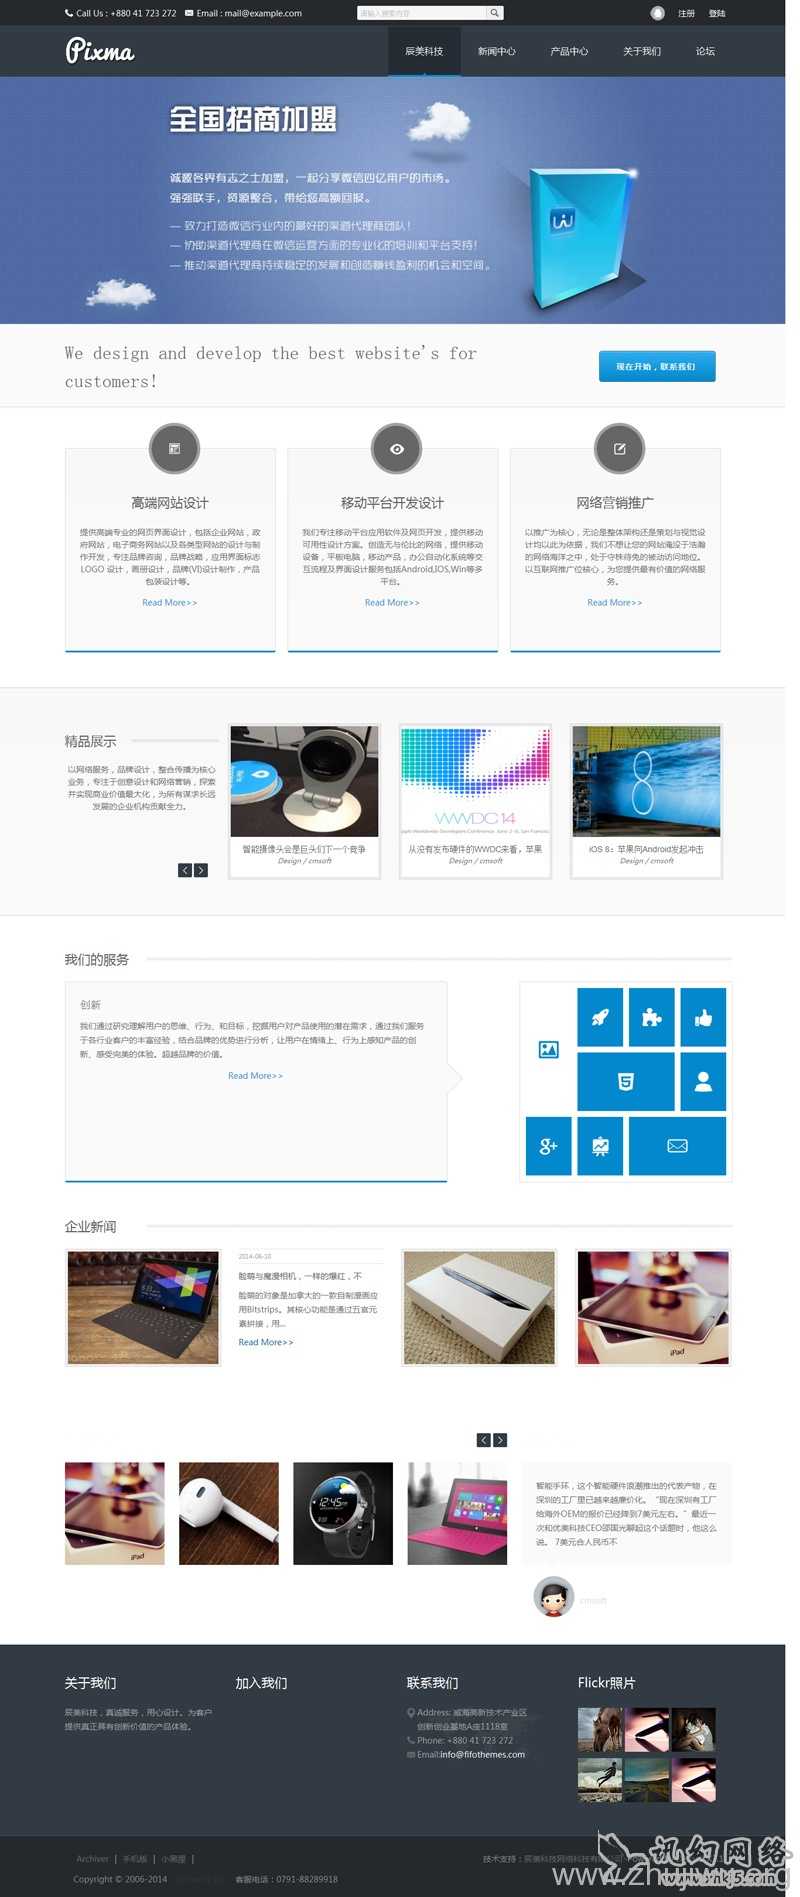 Call Us : +880 41 723 272
Email : mail@example.com
请输入搜索内容
注册
登陆
Pixma
辰美科技
新闻中心
产品中心
关于我们
论坛
全国招商加盟
诚邀各界有志之士加盟，一起分享微信四亿用户的市场。
强强联手，资源整合，带给您高额回报。
— 致力打造微信行业内的最好的渠道代理商团队！
— 协助渠道代理商在微信运营方面的专业化的培训和平台支持！
— 推动渠道代理商持续稳定的发展和创造赚钱盈利的机会和空间。
We design and develop the best website's for
customers!
现在开始，联系我们
高端网站设计
提供高端专业的网页界面设计，包括企业网站，政
府网站，电子商务网站以及各类型网站的设计与制
作开发，专注品牌咨询，品牌战略，应用界面标志
LOGO 设计，画册设计，品牌(VI)设计制作，产品
包装设计等。
Read More>>
移动平台开发设计
我们专注移动平台应用软件及网页开发，提供移动
可用性设计方案。创造无与伦比的网络，提供移动
设备，平板电脑，移动产品，办公自动化系统等交
互流程及界面设计服务包括Android,IOS,Win等多
平台。
Read More>>
网络营销推广
以推广为核心，无论是整体架构还是策划与视觉设
计均以此为依据，我们不想让您的网站淹没于浩瀚
的网络海洋之中，处于守株待兔的被动访问地位。
以互联网推广位核心，为您提供最有价值的网络服
务。
Read More>>
精品展示
以网络服务，品牌设计，整合传播为核心
业务，专注于创意设计和网络营销，探索
并实现商业价值最大化，为所有谋求长远
发展的企业机构贡献全力。
智能摄像头会是巨头们下一个竞争
Design / cmsoft
WWDC14
从没有发布硬件的WWDC来看，苹果
Design / cmsoft
WWDC14
8
iOS 8：苹果向Android发起冲击
Design / cmsoft
我们的服务
创新
我们通过研究理解用户的思维、行为、和目标，挖掘用户对产品使用的潜在需求，通过我们服务
于各行业客户的丰富经验，结合品牌的优势进行分析，让用户在情绪上、行为上感知产品的创
新、感受完美的体验。超越品牌的价值。
Read More>>
g+
企业新闻
2014-06-10
脸萌与魔漫相机，一样的爆红，不
脸萌的对象是加拿大的一款自制漫画应
用Bitstrips。其核心功能是通过五官元
素拼接，用...
Read More>>
iPad
iPad
iPad
12:45
智能手环，这个智能硬件浪潮推出的代表产物，在
深圳的工厂里已越来越廉价化。“现在深圳有工厂
给海外OEM的报价已经降到7美元左右。”最近一
次和优美科技CEO邵国光聊起这个话题时，他这么
说。 7美元合人民币不
cmsoft
关于我们
辰美科技，真诚服务，用心设计。为客户
提供真正具有创新价值的产品体验。
加入我们
联系我们
Address: 威海高新技术产业区
创新创业基地A座1118室
Phone: +880 41 723 272
Email:info@fifothemes.com
Flickr照片
Archiver | 手机版 | 小黑屋 |
Copyright © 2006-2014
客服电话：0791-88289918
技术支持：辰美科技网络科技有限公司
讯幻网络